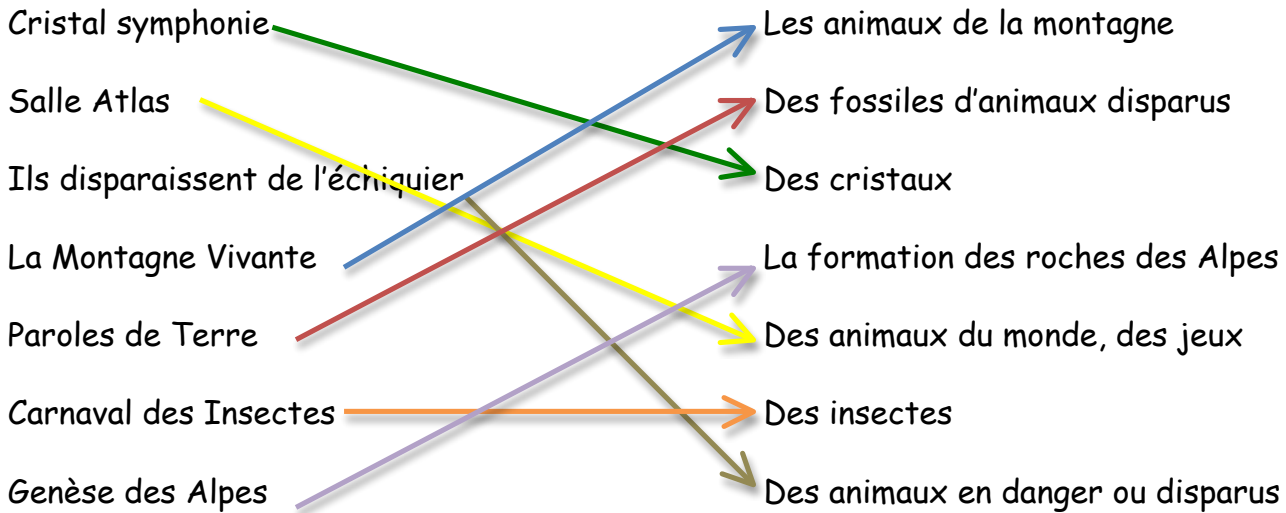 Cristal symphonie
Les animaux de la montagne
Salle Atlas
Des fossiles d'animaux disparus
Ils disparaissent de l'échiquier
Des cristaux
La Montagne Vivante
La formation des roches des Alpes
Paroles de Terre
Des animaux du monde, des jeux
Carnaval des Insectes
Des insectes
Genèse des Alpes
Des animaux en danger ou disparus